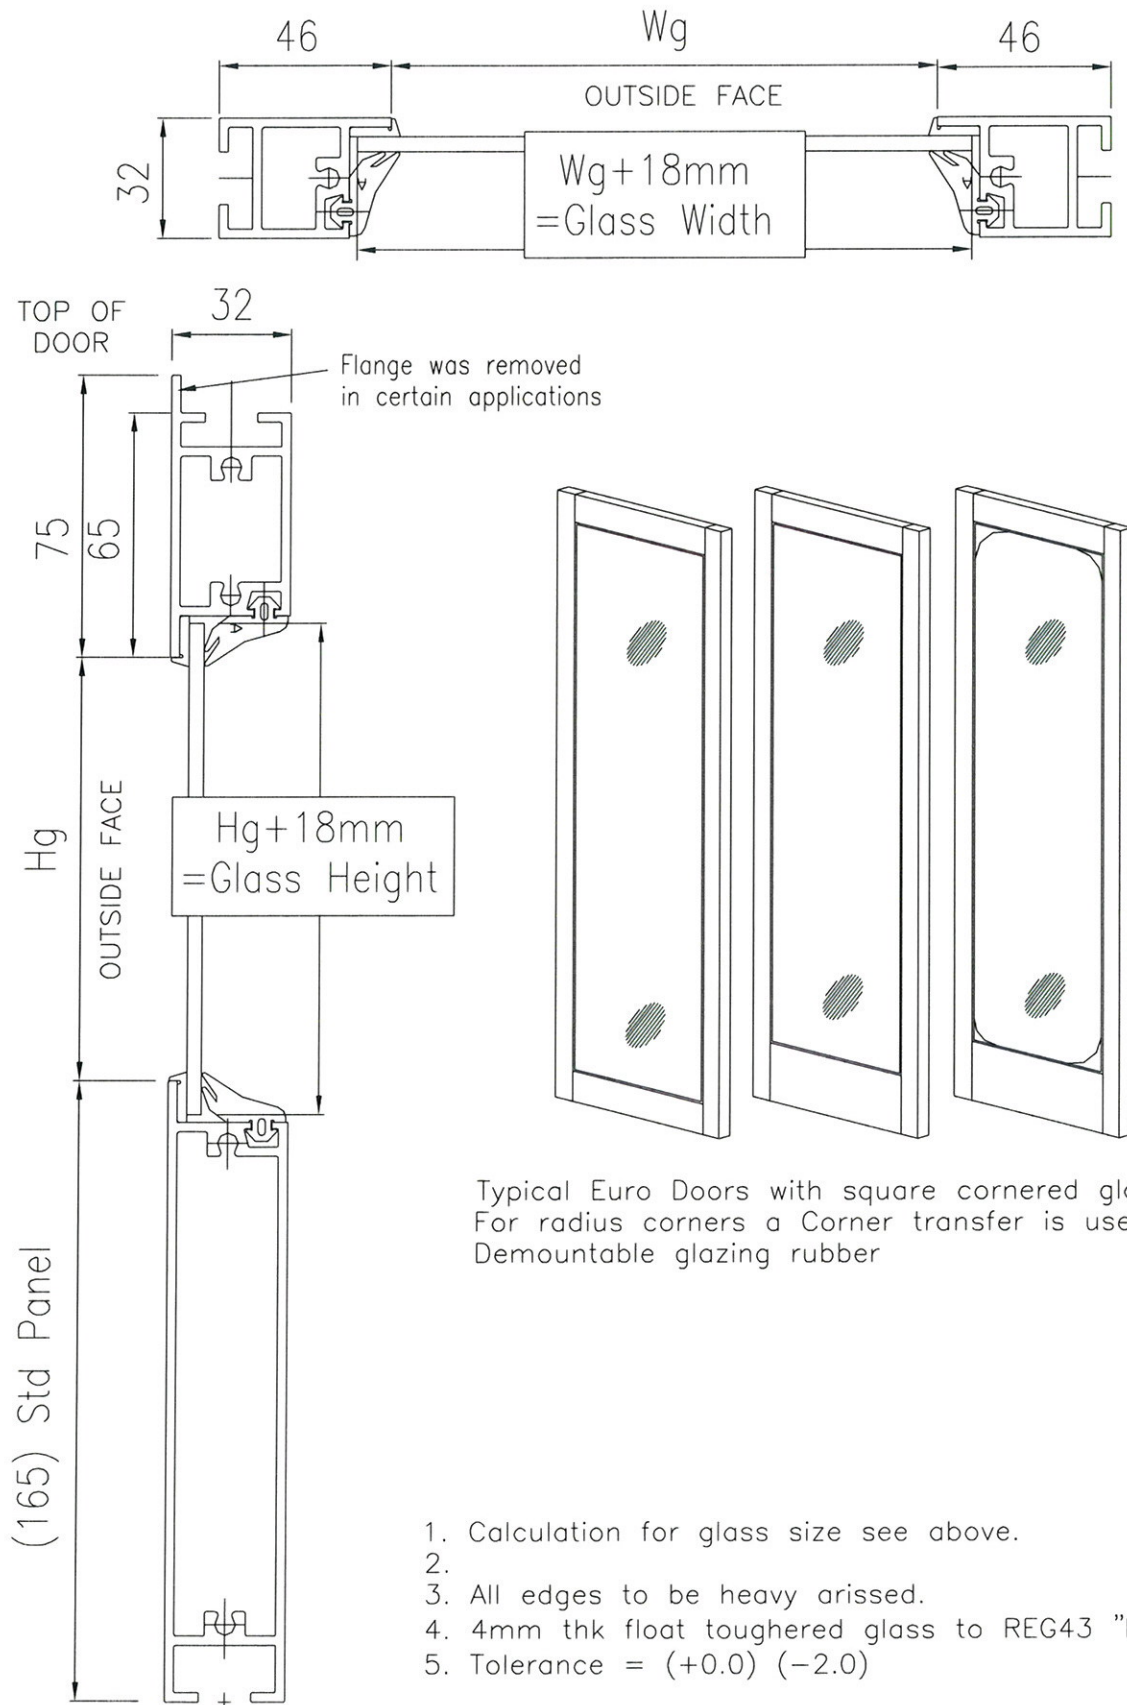 46
Wg
46
OUTSIDE FACE
32
Wg+18mm
=Glass Width
TOP OF
DOOR
32
Flange was removed
in certain applications
75
65
Hg
OUTSIDE FACE
Hg+18mm
=Glass Height
Typical Euro Doors with square cornered
For radius corners a Corner transfer is
Demountable glazing rubber
(165) Std Panel
1. Calculation for glass size see above.
2.
3. All edges to be heavy arissed.
4. 4mm thk float toughered glass to REG43
5. Tolerance = (+0.0) (-2.0)